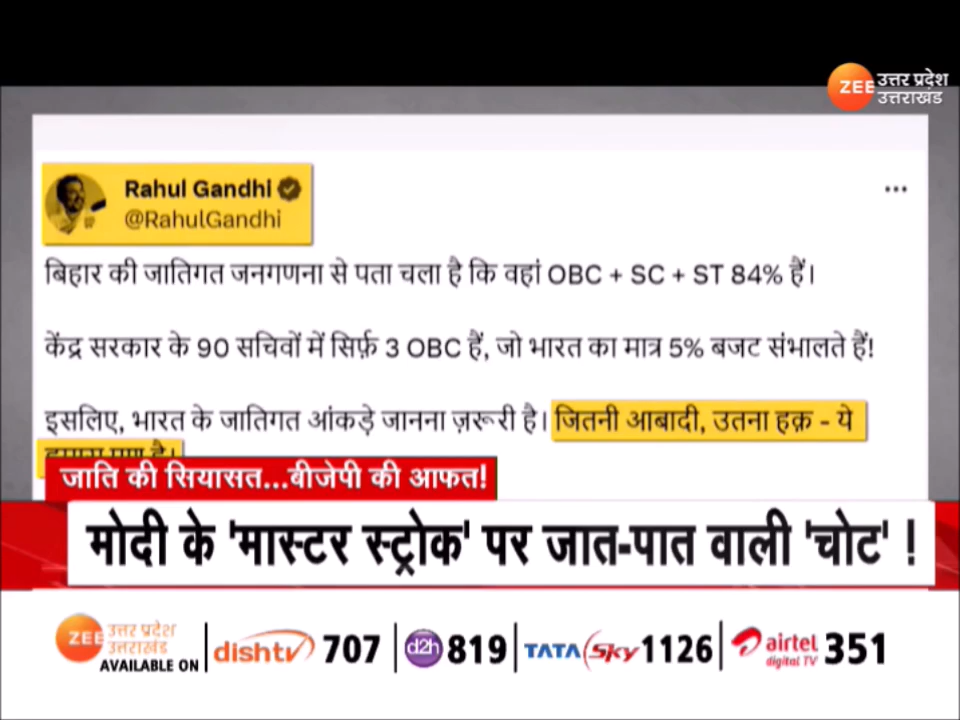 ZEE उत्तर प्रदेश
उत्तराखंड
Rahul Gandhi
@RahulGandhi
बिहार की जातिगत जनगणना से पता चला है कि वहां OBC + SC + ST 84% हैं।
केंद्र सरकार के 90 सचिवों में सिर्फ़ 3 OBC हैं, जो भारत का मात्र 5% बजट संभालते हैं!
इसलिए, भारत के जातिगत आंकड़े जानना ज़रूरी है। जितनी आबादी, उतना हक़ - ये
जाति की सियासत...बीजेपी की आफत!
मोदी के 'मास्टर स्ट्रोक' पर जात-पात वाली 'चोट' !
ZEE उत्तर प्रदेश
उत्तराखंड
AVAILABLE ON
dishtv 707
d2h 819
TATA Sky 1126
airtel digital TV 351